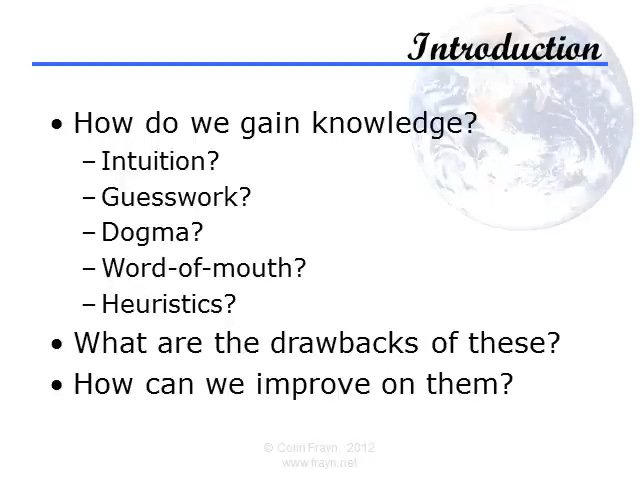 Introduction
• How do we gain knowledge?
– Intuition?
– Guesswork?
– Dogma?
– Word-of-mouth?
– Heuristics?
• What are the drawbacks of these?
• How can we improve on them?
© Colin Frayn, 2012
www.frayn.net